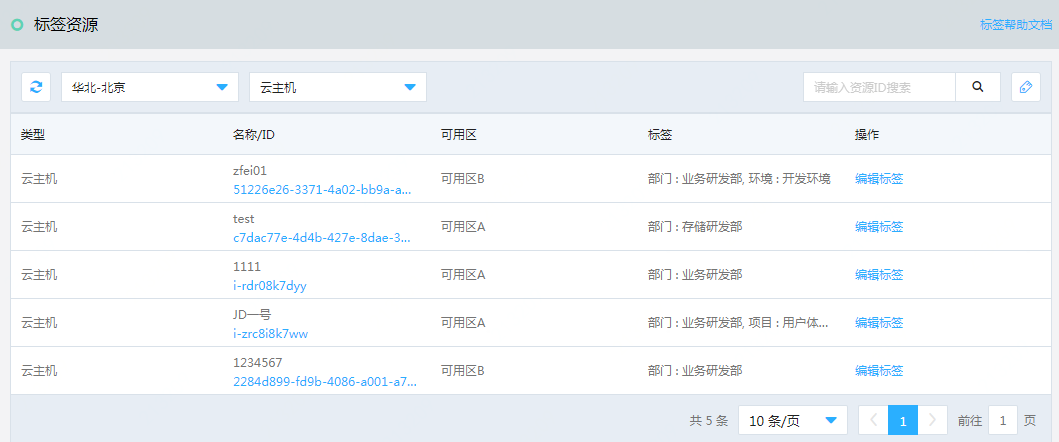 标签资源
标签帮助文档
华北-北京
云主机
请输入资源ID搜索
类型 名称/ID 可用区 标签 操作
云主机 zfei01 可用区B 部门 : 业务研发部, 环境 : 开发环境 编辑标签
51226e26-3371-4a02-bb9a-a...
云主机 test 可用区A 部门 : 存储研发部 编辑标签
c7dac77e-4d4b-427e-8dae-3...
云主机 1111 可用区A 部门 : 业务研发部 编辑标签
i-rdr08k7dyy
云主机 JD一号 可用区A 部门 : 业务研发部, 项目 : 用户体... 编辑标签
i-zrc8i8k7ww
云主机 1234567 可用区B 部门 : 业务研发部 编辑标签
2284d899-fd9b-4086-a001-a7...
共 5 条 10 条/页 1 前往 1 页